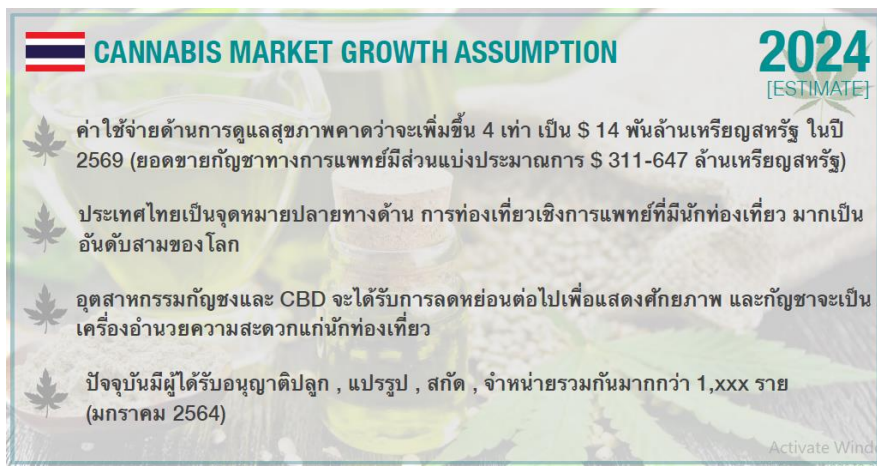 CANNABIS MARKET GROWTH ASSUMPTION
2024
[ESTIMATE]
ค่าใช้จ่ายด้านการดูแลสุขภาพคาดว่าจะเพิ่มขึ้น 4 เท่า เป็น $ 14 พันล้านเหรียญสหรัฐ ในปี
2569 (ยอดขายกัญชาทางการแพทย์มีส่วนแบ่งประมาณการ $ 311-647 ล้านเหรียญสหรัฐ)
ประเทศไทยเป็นจุดหมายปลายทางด้าน การท่องเที่ยวเชิงการแพทย์ที่มีนักท่องเที่ยว มากเป็น
อันดับสามของโลก
อุตสาหกรรมกัญชงและ CBD จะได้รับการลดหย่อนต่อไปเพื่อแสดงศักยภาพ และกัญชาจะเป็น
เครื่องอำนวยความสะดวกแก่นักท่องเที่ยว
ปัจจุบันมีผู้ได้รับอนุญาติปลูก , แปรรูป , สกัด , จำหน่ายรวมกันมากกว่า 1,xxx ราย
(มกราคม 2564)
Activate